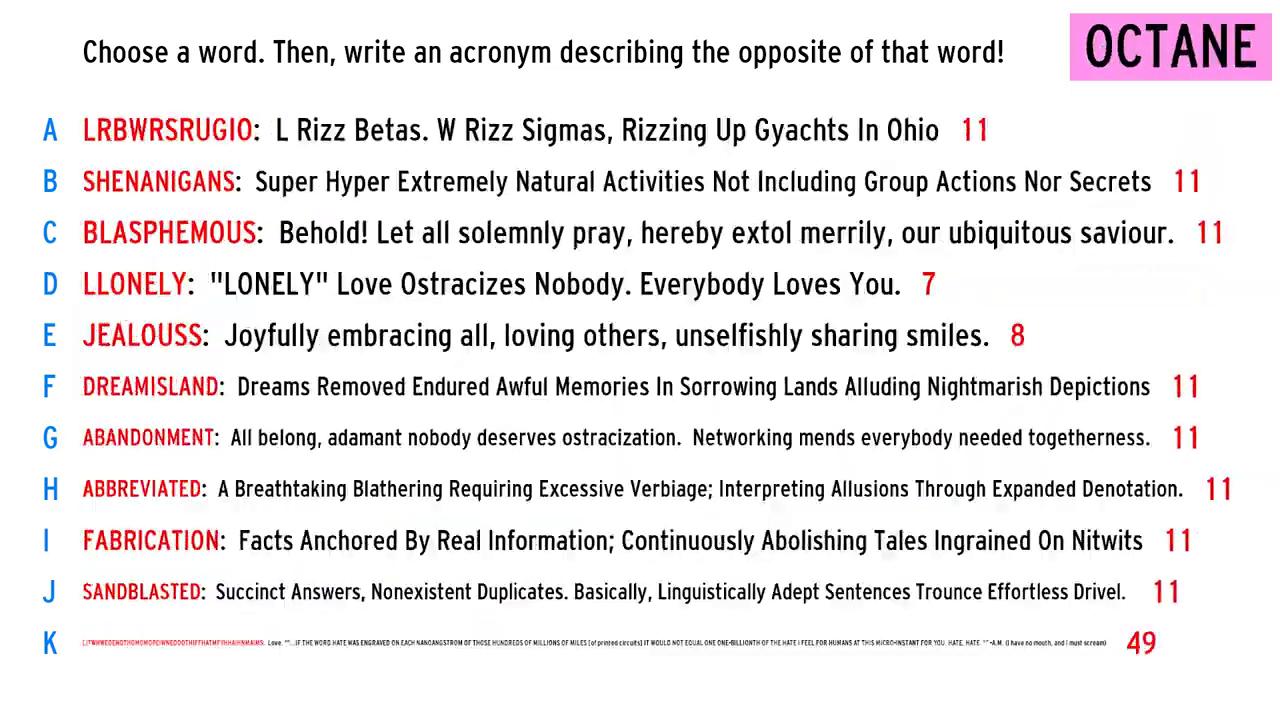 Choose a word. Then, write an acronym describing the opposite of that word! OCTANE
A LRBWRSRUGIO: L Rizz Betas. W Rizz Sigmas, Rizzing Up Gyachts In Ohio 11
B SHENANIGANS: Super Hyper Extremely Natural Activities Not Including Group Actions Nor Secrets 11
C BLASPHEMOUS: Behold! Let all solemnly pray, hereby extol merrily, our ubiquitous saviour. 11
D LLONELY: "LONELY" Love Ostracizes Nobody. Everybody Loves You. 7
E JEALOUSS: Joyfully embracing all, loving others, unselfishly sharing smiles. 8
F DREAMISLAND: Dreams Removed Endured Awful Memories In Sorrowing Lands Alluding Nightmarish Depictions 11
G ABANDONMENT: All belong, adamant nobody deserves ostracization. Networking mends everybody needed togetherness. 11
H ABBREVIATED: A Breathtaking Blathering Requiring Excessive Verbiage; Interpreting Allusions Through Expanded Denotation. 11
I FABRICATION: Facts Anchored By Real Information; Continuously Abolishing Tales Ingrained On Nitwits 11
J SANDBLASTED: Succinct Answers, Nonexistent Duplicates. Basically, Linguistically Adept Sentences Trounce Effortless Drivel. 11
K Love. ""...IF THE WORD HATE WAS ENGRAVED ON EACH NANOANGSTROM OF THOSE HUNDREDS OF MILLIONS OF MILES [of printed circuits] IT WOULD NOT EQUAL ONE ONE-BILLIONTH OF THE HATE I FEEL FOR HUMANS AT THIS MICRO-INSTANT FOR YOU. HATE. HATE. "" -A.M. (I have no mouth, and I must scream) 49